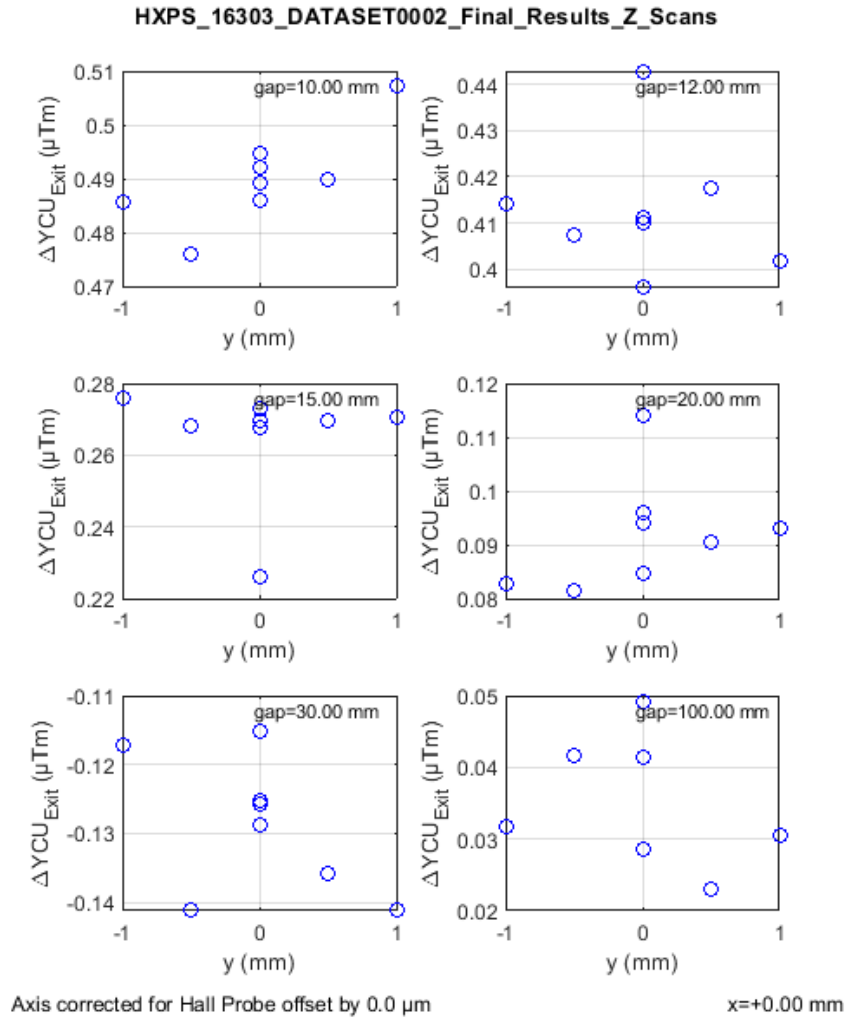 HXPS_16303_DATASET0002_Final_Results_Z_Scans
gap=10.00 mm
0.51
0.5
0.49
0.48
0.47
-1
0
1
y (mm)
ΔYCU_Exit (µTm)
gap=12.00 mm
0.44
0.43
0.42
0.41
0.4
-1
0
1
y (mm)
ΔYCU_Exit (µTm)
gap=15.00 mm
0.28
0.26
0.24
0.22
-1
0
1
y (mm)
ΔYCU_Exit (µTm)
gap=20.00 mm
0.12
0.11
0.1
0.09
0.08
-1
0
1
y (mm)
ΔYCU_Exit (µTm)
gap=30.00 mm
-0.11
-0.12
-0.13
-0.14
-1
0
1
y (mm)
ΔYCU_Exit (µTm)
gap=100.00 mm
0.05
0.04
0.03
0.02
-1
0
1
y (mm)
ΔYCU_Exit (µTm)
Axis corrected for Hall Probe offset by 0.0 µm
x=+0.00 mm